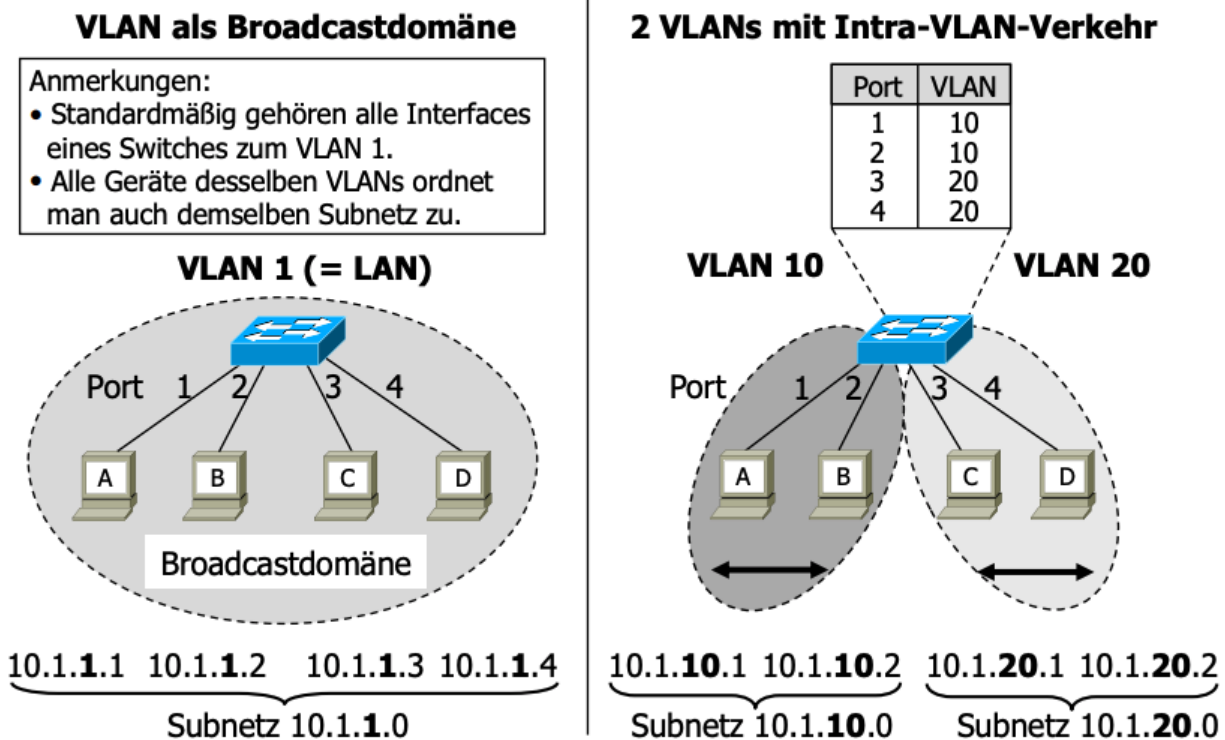 VLAN als Broadcastdomäne
Anmerkungen:
• Standardmäßig gehören alle Interfaces
eines Switches zum VLAN 1.
• Alle Geräte desselben VLANs ordnet
man auch demselben Subnetz zu.
VLAN 1 (= LAN)
Port 1 2 3 4
A B C D
Broadcastdomäne
10.1.1.1 10.1.1.2 10.1.1.3 10.1.1.4
Subnetz 10.1.1.0
2 VLANs mit Intra-VLAN-Verkehr
Port VLAN
1 10
2 10
3 20
4 20
VLAN 10 VLAN 20
Port 1 2 3 4
A B C D
10.1.10.1 10.1.10.2 10.1.20.1 10.1.20.2
Subnetz 10.1.10.0 Subnetz 10.1.20.0